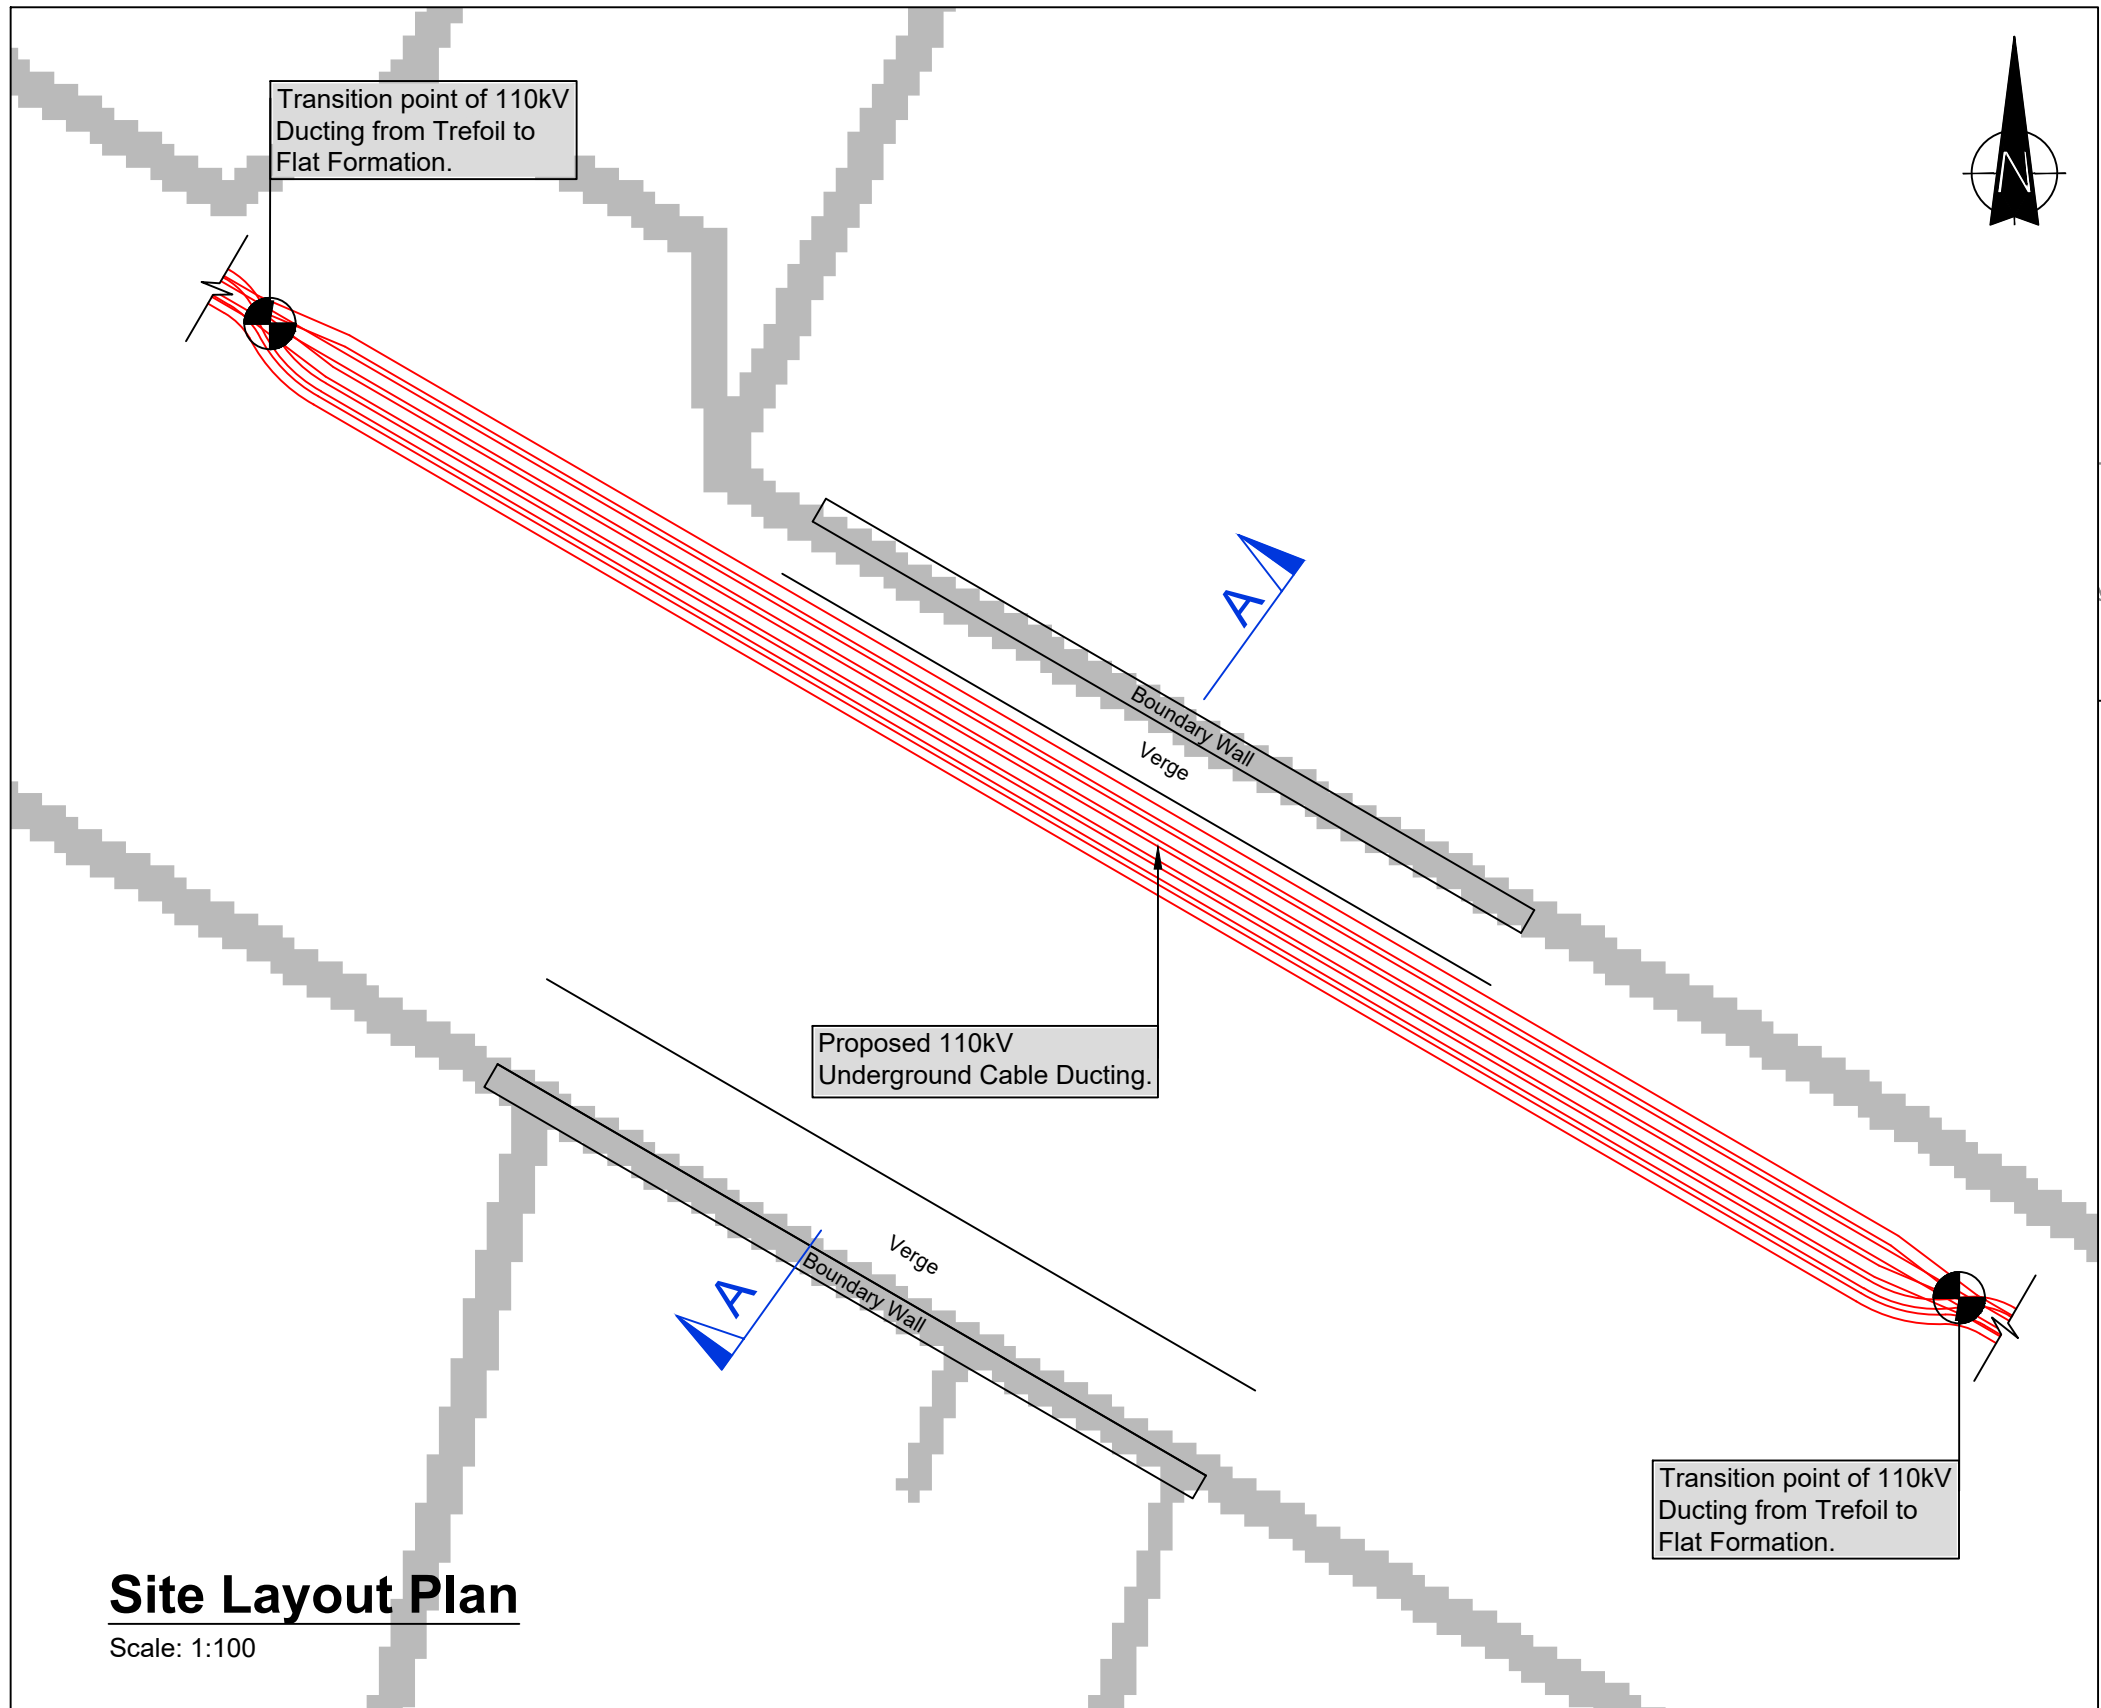 Transition point of 110kV
Ducting from Trefoil to
Flat Formation.
N
A
Boundary Wall
Verge
Proposed 110kV
Underground Cable Ducting.
Verge
Boundary Wall
A
Transition point of 110kV
Ducting from Trefoil to
Flat Formation.
Site Layout Plan
Scale: 1:100